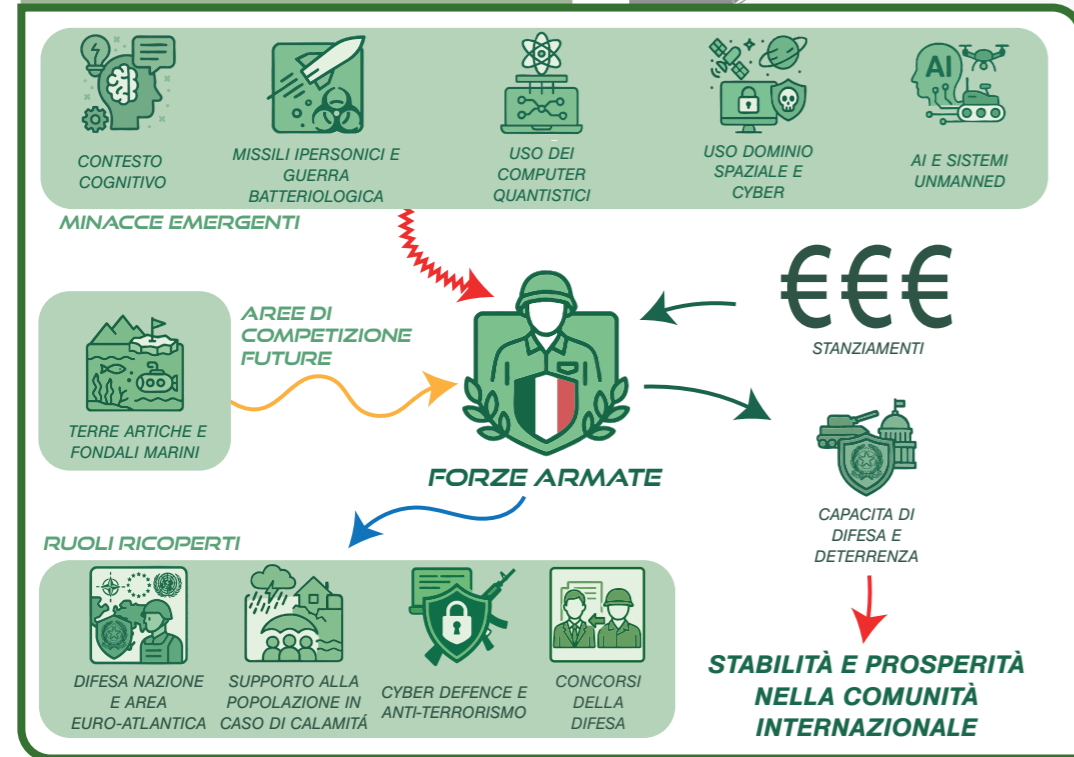 AI
CONTESTO
COGNITIVO
MISSILI IPERSONICI E
GUERRA
BATTERIOLOGICA
USO DEI
COMPUTER
QUANTISTICI
USO DOMINIO
SPAZIALE E
CYBER
AI E SISTEMI
UNMANNED
MINACCE EMERGENTI
AREE DI
COMPETIZIONE
FUTURE
TERRE ARTICHE E
FONDALI MARINI
€€€
STANZIAMENTI
FORZE ARMATE
CAPACITA DI
DIFESA E
DETERRENZA
RUOLI RICOPERTI
DIFESA NAZIONE
E AREA
EURO-ATLANTICA
SUPPORTO ALLA
POPOLAZIONE IN
CASO DI CALAMITÁ
CYBER DEFENCE E
ANTI-TERRORISMO
CONCORSI
DELLA
DIFESA
STABILITÀ E PROSPERITÀ
NELLA COMUNITÀ
INTERNAZIONALE